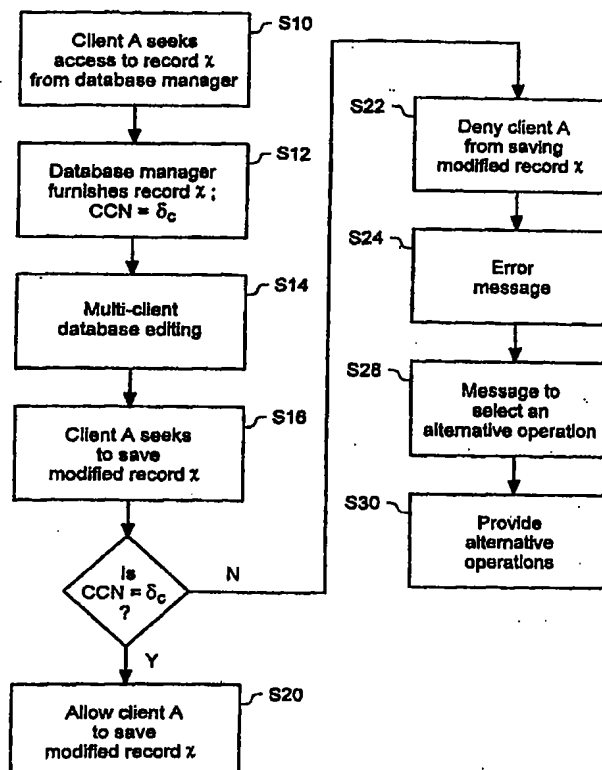 S10
Client A seeks
access to record χ
from database manager
S12
Database manager
furnishes record χ ;
CCN = δc
S14
Multi-client
database editing
S16
Client A seeks
to save
modified record χ
Is
CCN = δc
?
N
Y
S20
Allow client A
to save
modified record χ
S22
Deny client A
from saving
modified record χ
S24
Error
message
S28
Message to
select an
alternative operation
S30
Provide
alternative
operations